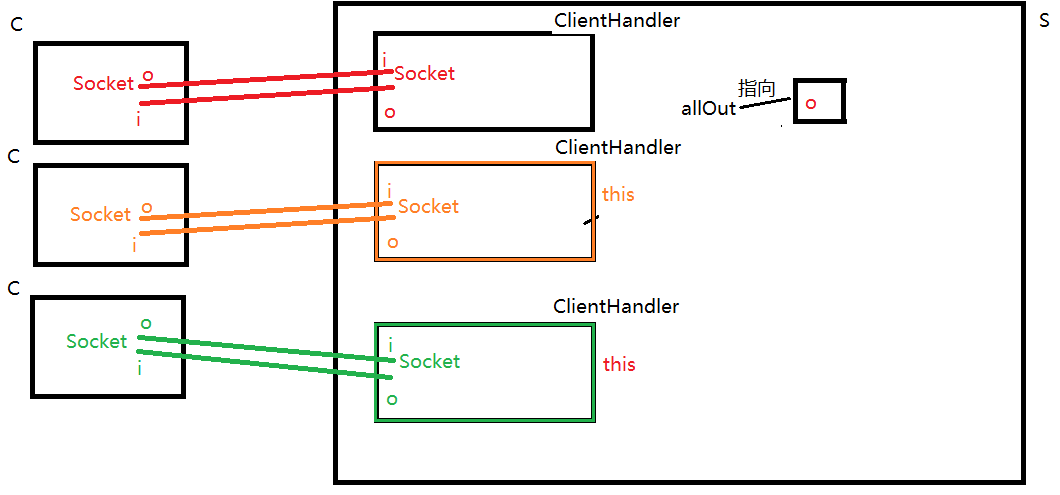 C
ClientHandler
S
Socket
o
i
i
Socket
o
指向
allOut
o
C
ClientHandler
Socket
o
i
i
Socket
o
this
C
ClientHandler
Socket
o
i
i
Socket
o
this